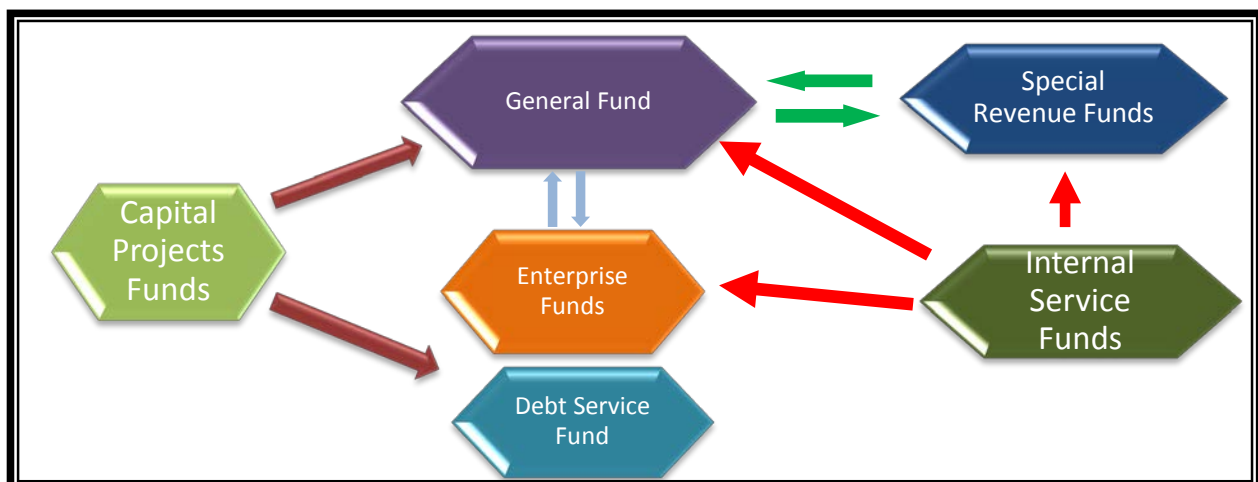 General Fund
Special
Revenue Funds
Capital
Projects
Funds
Enterprise
Funds
Internal
Service
Funds
Debt Service
Fund